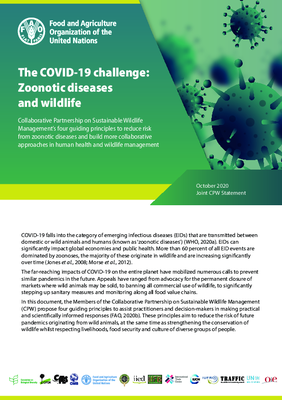 Food and Agriculture
Organization of the
United Nations
The COVID-19 challenge:
Zoonotic diseases
and wildlife
Collaborative Partnership on Sustainable Wildlife
Management's four guiding principles to reduce risk
from zoonotic diseases and build more collaborative
approaches in human health and wildlife management
October 2020
Joint CPW Statement
COVID-19 falls into the category of emerging infectious diseases (EIDs) that are transmitted between
domestic or wild animals and humans (known as 'zoonotic diseases') (WHO, 2020a). EIDs can
significantly impact global economies and public health. More than 60 percent of all EID events are
dominated by zoonoses, the majority of these originate in wildlife and are increasing significantly
over time (Jones et al., 2008; Morse et al., 2012).
The far-reaching impacts of COVID-19 on the entire planet have mobilized numerous calls to prevent
similar pandemics in the future. Appeals have ranged from advocacy for the permanent closure of
markets where wild animals may be sold, to banning all commercial use of wildlife, to significantly
stepping up sanitary measures and monitoring along all food value chains.
In this document, the Members of the Collaborative Partnership on Sustainable Wildlife Management
(CPW) propose four guiding principles to assist practitioners and decision-makers in making practical
and scientifically informed responses (FAO, 2020b). These principles aim to reduce the risk of future
pandemics originating from wild animals, at the same time as strengthening the conservation of
wildlife whilst respecting livelihoods, food security and culture of diverse groups of people.
iied
TRAFFIC